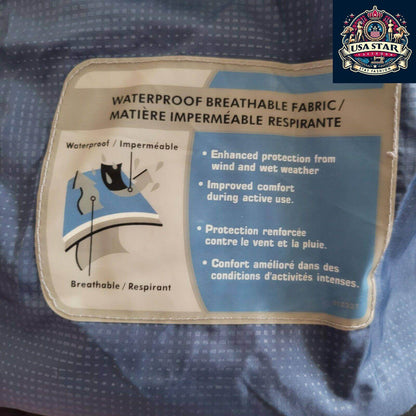 USA STAR
WATERPROOF BREATHABLE FABRIC /
MATIÈRE IMPERMÉABLE RESPIRANTE
Waterproof / Imperméable
• Enhanced protection from
wind and wet weather
• Improved comfort
during active use.
• Protection renforcée
contre le vent et la pluie.
• Confort amélioré dans des
conditions d'activités intenses.
Breathable / Respirant